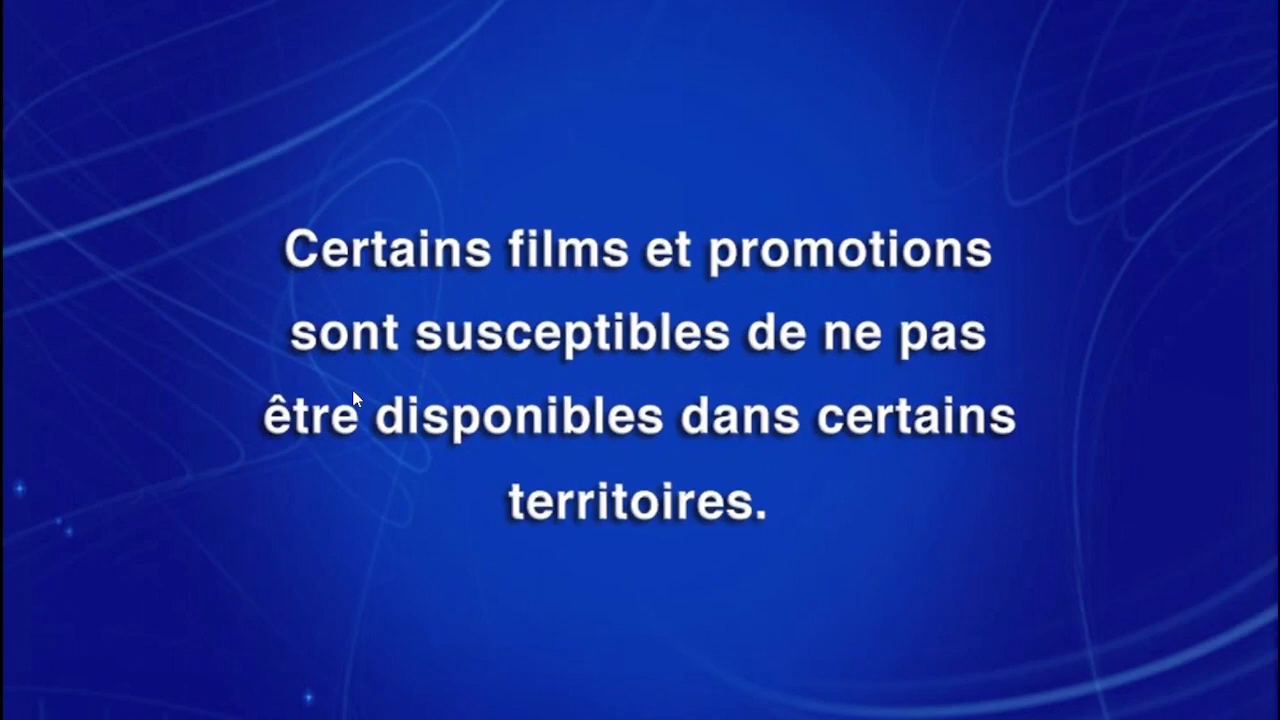 Certains films et promotions
sont susceptibles de ne pas
être disponibles dans certains
territoires.